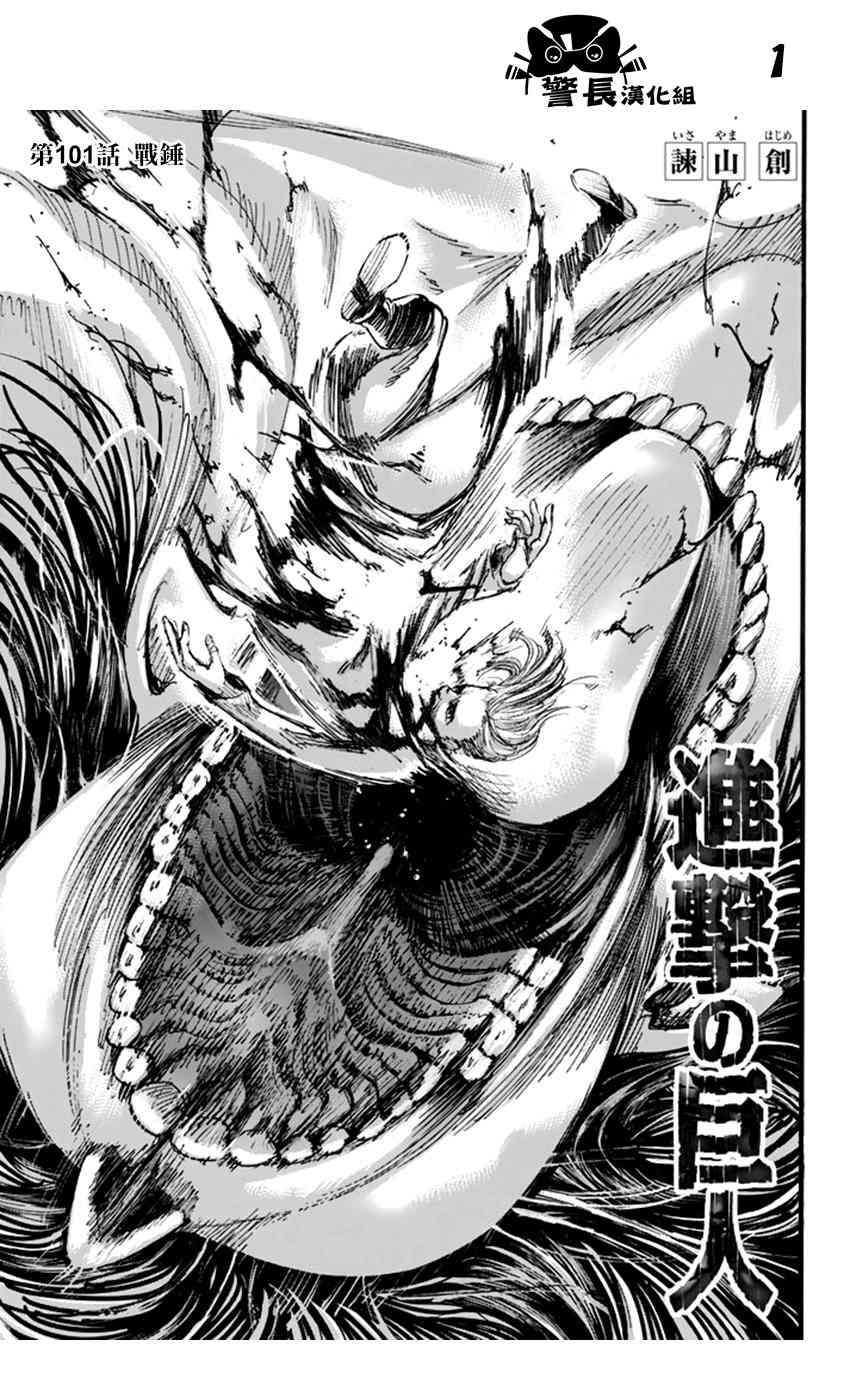 警長漢化組
1
第101話 戰錘
いさ やま はじめ
諫山 創
進撃の巨人